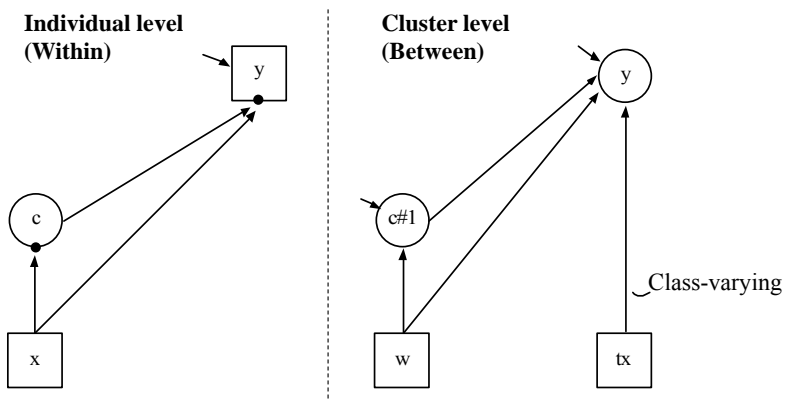 Individual level
(Within)
y
c
x
Cluster level
(Between)
y
c#1
Class-varying
w
tx